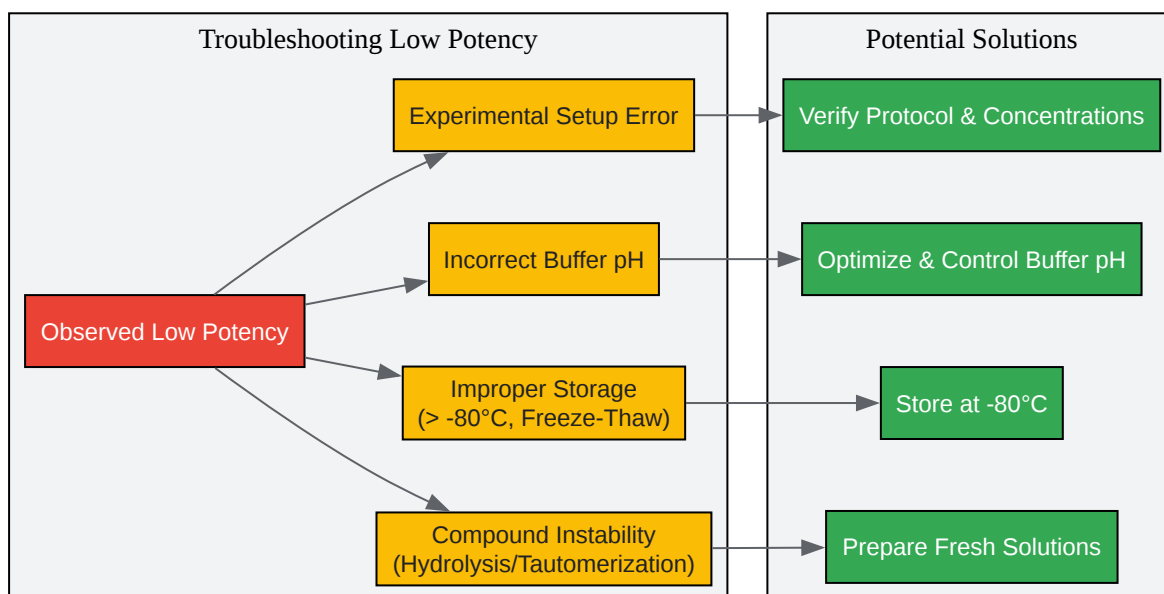 Troubleshooting Low Potency
Potential Solutions
Experimental Setup Error
Verify Protocol & Concentrations
Incorrect Buffer pH
Optimize & Control Buffer pH
Observed Low Potency
Improper Storage
(> -80°C, Freeze-Thaw)
Store at -80°C
Compound Instability
(Hydrolysis/Tautomerization)
Prepare Fresh Solutions